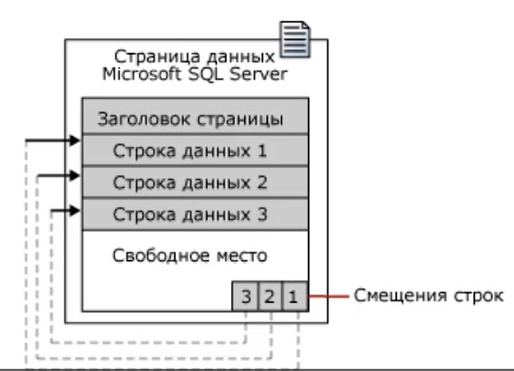 Страница данных
Microsoft SQL Server
Заголовок страницы
Строка данных 1
Строка данных 2
Строка данных 3
Свободное место
3 2 1
Смещения строк